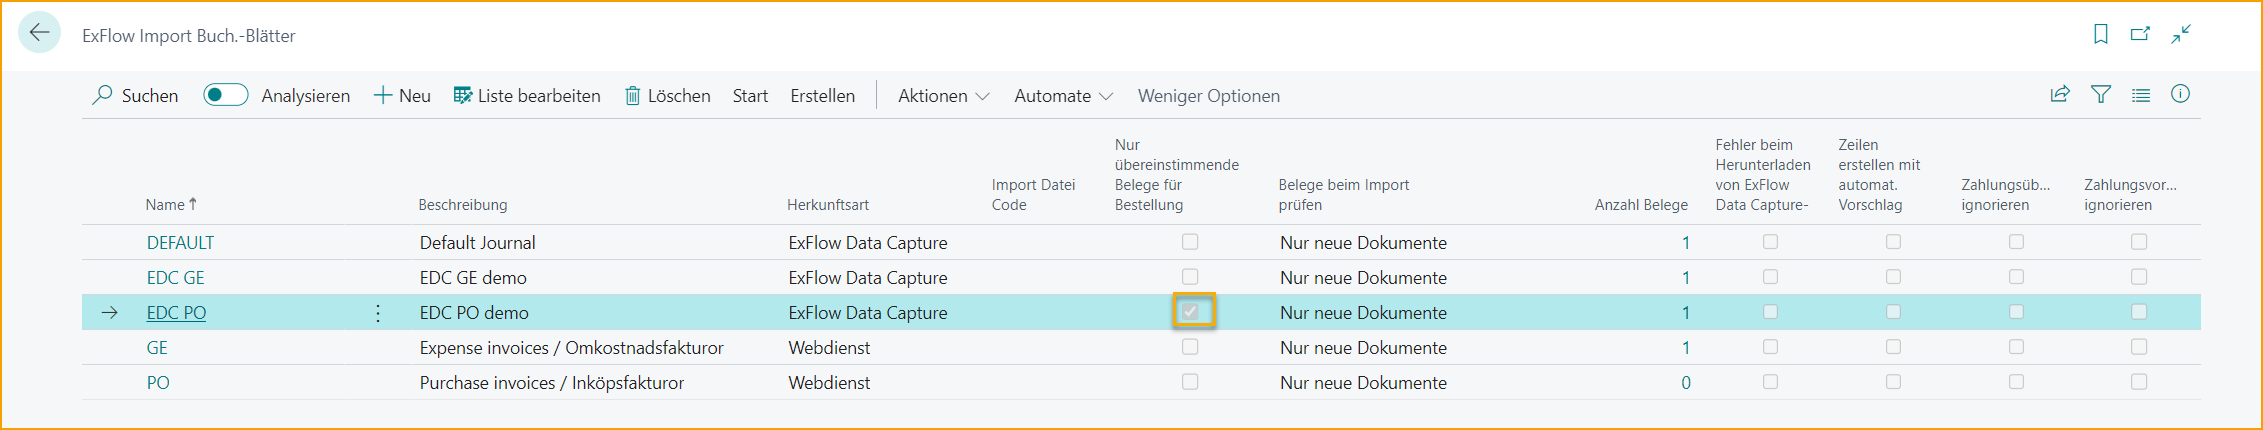 ExFlow Import Buch.-Blätter
Suchen Analysieren Neu Liste bearbeiten Löschen Start Erstellen Aktionen Automate Weniger Optionen
Name↑ Beschreibung Herkunftsart Import Datei Code Nur übereinstimmende Belege für Bestellung Belege beim Import prüfen Anzahl Belege Fehler beim Herunterladen von ExFlow Data Capture- Zeilen erstellen mit automat. Vorschlag Zahlungsüb... ignorieren Zahlungsvor... ignorieren
DEFAULT Default Journal ExFlow Data Capture Nur neue Dokumente 1
EDC GE EDC GE demo ExFlow Data Capture Nur neue Dokumente 1
EDC PO EDC PO demo ExFlow Data Capture Nur neue Dokumente 1
GE Expense invoices / Omkostnadsfakturor Webdienst Nur neue Dokumente 1
PO Purchase invoices / Inköpsfakturor Webdienst Nur neue Dokumente 0